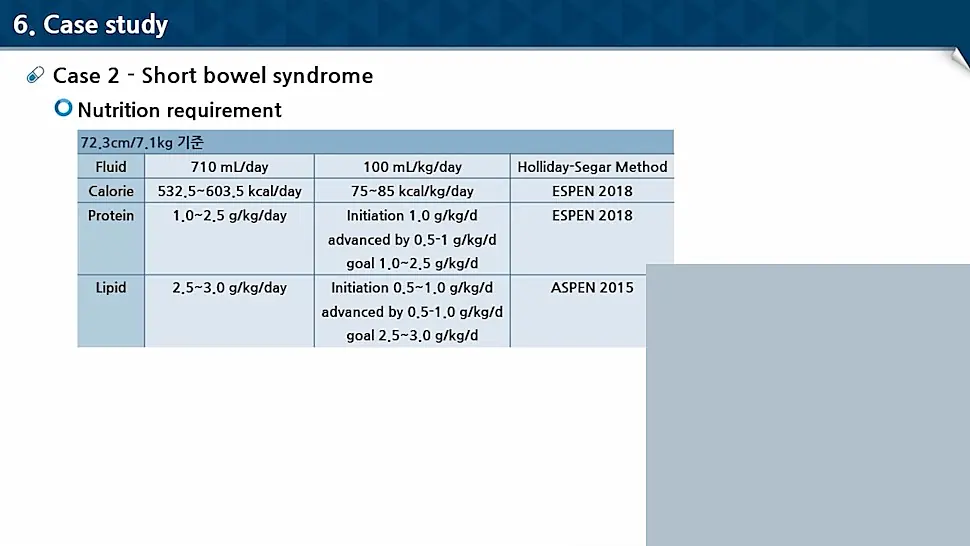 6. Case study
Case 2 - Short bowel syndrome
Nutrition requirement
72.3cm/7.1kg 기준
Fluid 710 mL/day 100 mL/kg/day Holliday-Segar Method
Calorie 532.5~603.5 kcal/day 75~85 kcal/kg/day ESPEN 2018
Protein 1.0~2.5 g/kg/day Initiation 1.0 g/kg/d ESPEN 2018
advanced by 0.5-1 g/kg/d
goal 1.0~2.5 g/kg/d
Lipid 2.5~3.0 g/kg/day Initiation 0.5~1.0 g/kg/d ASPEN 2015
advanced by 0.5-1.0 g/kg/d
goal 2.5~3.0 g/kg/d